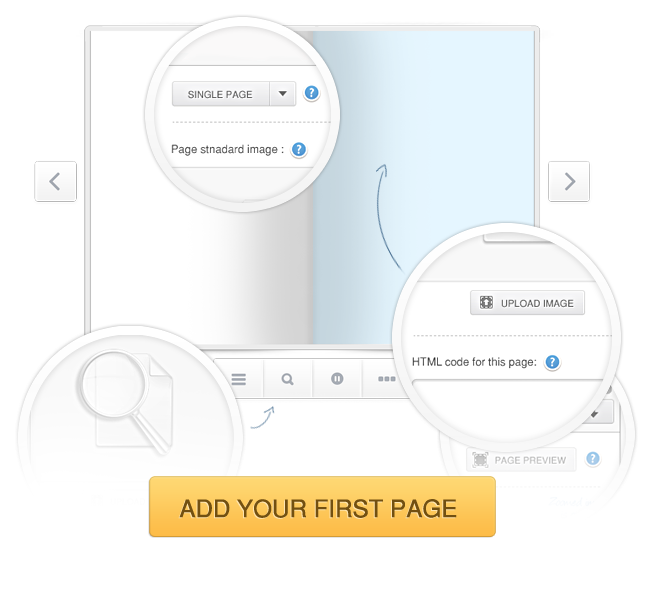 SINGLE PAGE
Page stnadard image :
UPLOAD IMAGE
HTML code for this page:
PAGE PREVIEW
ADD YOUR FIRST PAGE